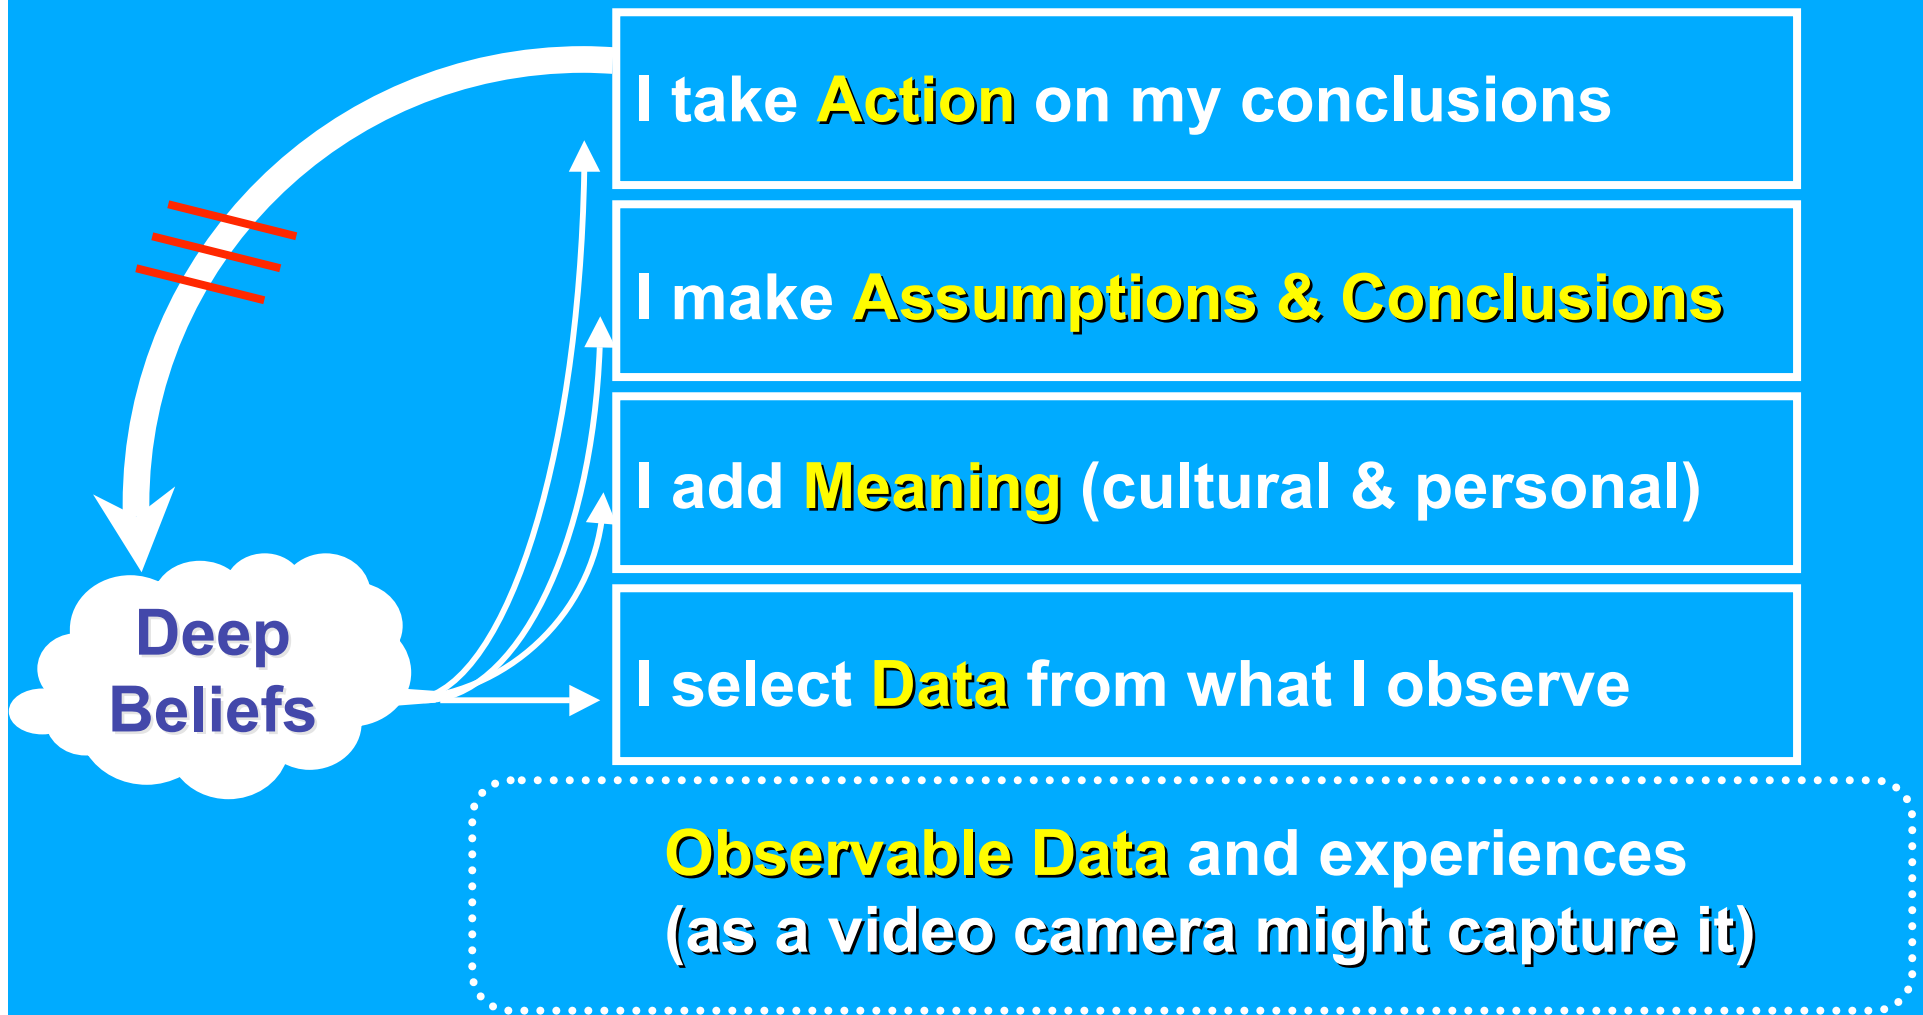 I take Action on my conclusions
I make Assumptions & Conclusions
I add Meaning (cultural & personal)
I select Data from what I observe
Deep
Beliefs
Observable Data and experiences
(as a video camera might capture it)